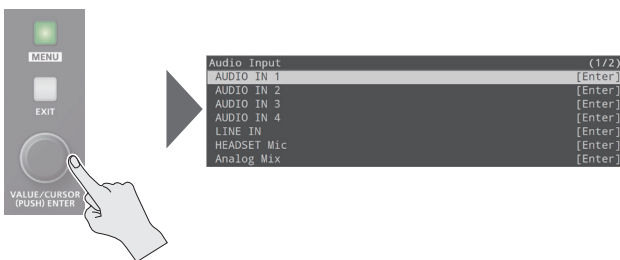 MENU
EXIT
VALUE/CURSOR
(PUSH) ENTER
Audio Input (1/2)
AUDIO IN 1 [Enter]
AUDIO IN 2 [Enter]
AUDIO IN 3 [Enter]
AUDIO IN 4 [Enter]
LINE IN [Enter]
HEADSET Mic [Enter]
Analog Mix [Enter]